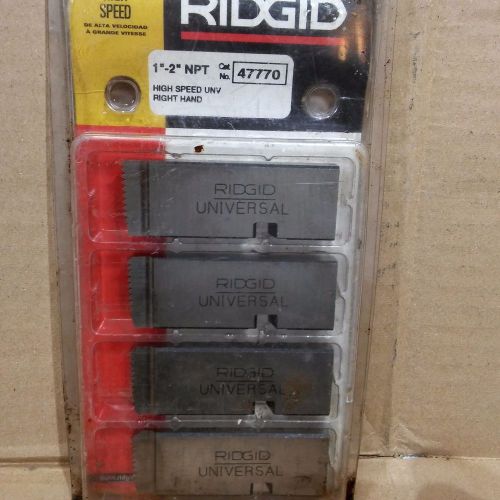 SPEED
DE ALTA VELOCIDAD
À GRANDE VITESSE
RIDGID
1"-2" NPT
Cat. No. 47770
HIGH SPEED UNV
RIGHT HAND
RIDGID
UNIVERSAL
RIDGID
UNIVERSAL
RIDGID
UNIVERSAL
RIDGID
UNIVERSAL